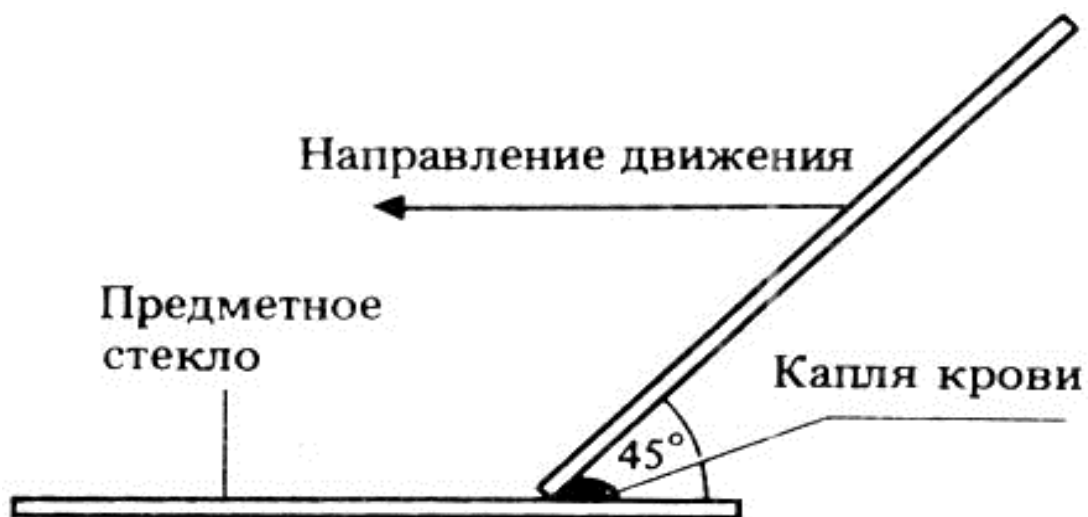 Направление движения
Предметное
стекло
Капля крови
45°